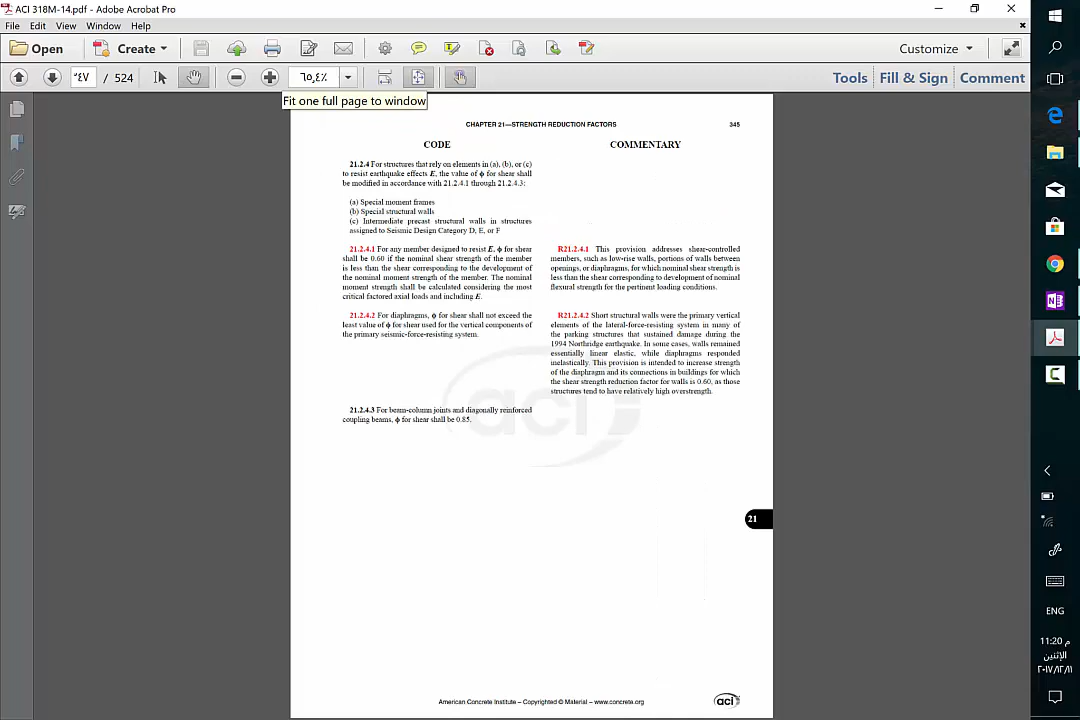 ACI 318M-14.pdf - Adobe Acrobat Pro
File Edit View Window Help
Open Create Customize
٣٤٧ / 524 ٦٥,٤٪ Tools Fill & Sign Comment
Fit one full page to window
CHAPTER 21—STRENGTH REDUCTION FACTORS 345
CODE
21.2.4 For structures that rely on elements in (a), (b), or (c)
to resist earthquake effects E, the value of ϕ for shear shall
be modified in accordance with 21.2.4.1 through 21.2.4.3:
(a) Special moment frames
(b) Special structural walls
(c) Intermediate precast structural walls in structures
assigned to Seismic Design Category D, E, or F
21.2.4.1 For any member designed to resist E, ϕ for shear
shall be 0.60 if the nominal shear strength of the member
is less than the shear corresponding to the development of
the nominal moment strength of the member. The nominal
moment strength shall be calculated considering the most
critical factored axial loads and including E.
21.2.4.2 For diaphragms, ϕ for shear shall not exceed the
least value of ϕ for shear used for the vertical components of
the primary seismic-force-resisting system.
21.2.4.3 For beam-column joints and diagonally reinforced
coupling beams, ϕ for shear shall be 0.85.
COMMENTARY
R21.2.4.1 This provision addresses shear-controlled
members, such as low-rise walls, portions of walls between
openings, or diaphragms, for which nominal shear strength is
less than the shear corresponding to development of nominal
flexural strength for the pertinent loading conditions.
R21.2.4.2 Short structural walls were the primary vertical
elements of the lateral-force-resisting system in many of
the parking structures that sustained damage during the
1994 Northridge earthquake. In some cases, walls remained
essentially linear elastic, while diaphragms responded
inelastically. This provision is intended to increase strength
of the diaphragm and its connections in buildings for which
the shear strength reduction factor for walls is 0.60, as those
structures tend to have relatively high overstrength.
aci
21
American Concrete Institute – Copyrighted © Material – www.concrete.org
aci
ENG
11:20 م
الإثنين
٢٠١٧/١٢/١١